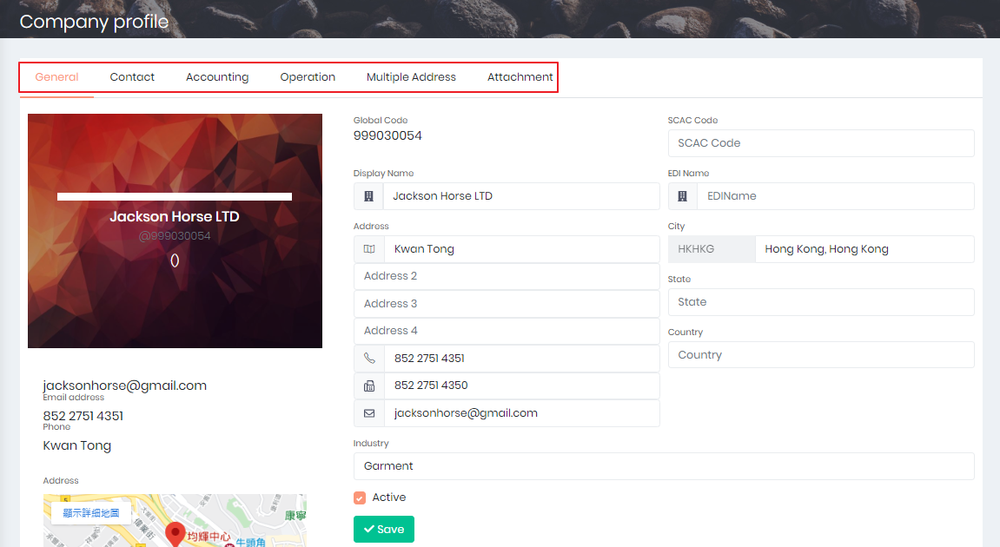 Company profile
General Contact Accounting Operation Multiple Address Attachment
Jackson Horse LTD
@999030054
()
jacksonhorse@gmail.com
Email address
852 2751 4351
Phone
Kwan Tong
Address
顯示詳細地圖
5
偉業街
均輝中心
牛頭角
康寧
Global Code
999030054
Display Name
Jackson Horse LTD
Address
Kwan Tong
Address 2
Address 3
Address 4
852 2751 4351
852 2751 4350
jacksonhorse@gmail.com
SCAC Code
SCAC Code
EDI Name
EDIName
City
HKHKG Hong Kong, Hong Kong
State
State
Country
Country
Industry
Garment
Active
Save